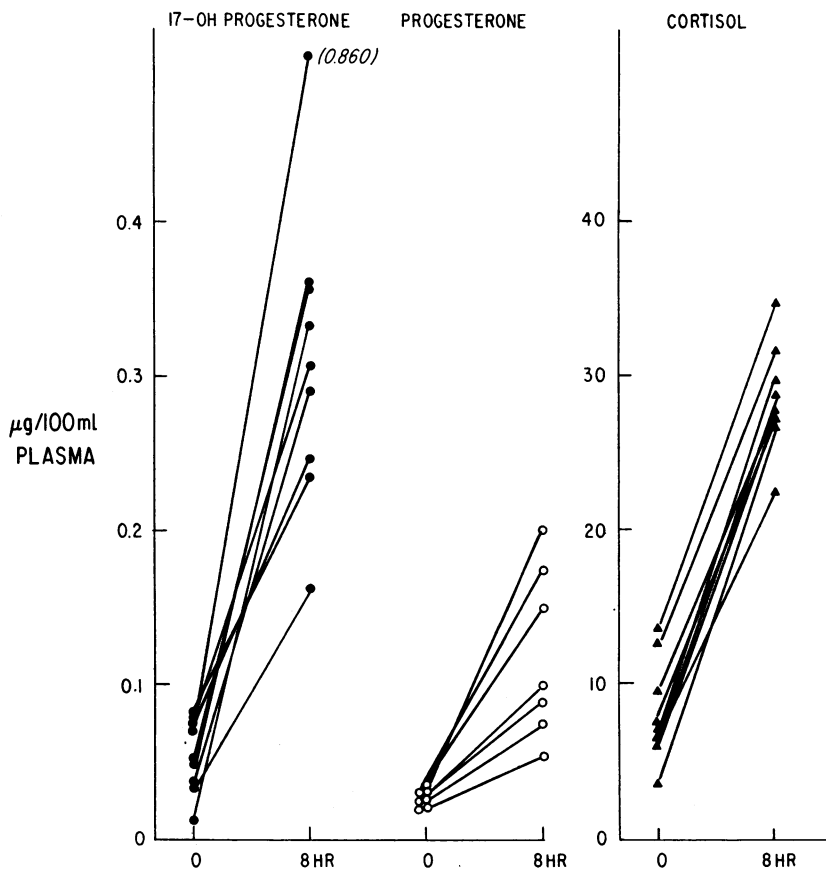 17-OH PROGESTERONE PROGESTERONE CORTISOL
(0.860)
0.4
0.3
0.2
0.1
0
µg/100ml
PLASMA
40
30
20
10
0
0 8 HR 0 8 HR 0 8 HR